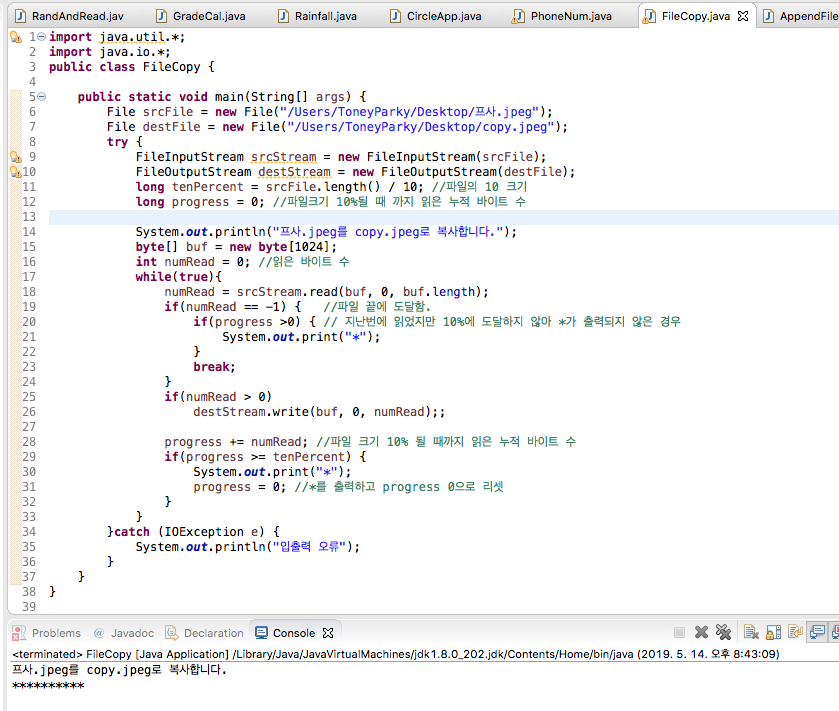 RandAndRead.jav GradeCal.java Rainfall.java CircleApp.java PhoneNum.java FileCopy.java AppendFile
1 import java.util.*;
2 import java.io.*;
3 public class FileCopy {
4
5 public static void main(String[] args) {
6 File srcFile = new File("/Users/ToneyParky/Desktop/프사.jpeg");
7 File destFile = new File("/Users/ToneyParky/Desktop/copy.jpeg");
8 try {
9 FileInputStream srcStream = new FileInputStream(srcFile);
10 FileOutputStream destStream = new FileOutputStream(destFile);
11 long tenPercent = srcFile.length() / 10; //파일의 10 크기
12 long progress = 0; //파일크기 10%될 때 까지 읽은 누적 바이트 수
13
14 System.out.println("프사.jpeg를 copy.jpeg로 복사합니다.");
15 byte[] buf = new byte[1024];
16 int numRead = 0; //읽은 바이트 수
17 while(true){
18 numRead = srcStream.read(buf, 0, buf.length);
19 if(numRead == -1) { //파일 끝에 도달함.
20 if(progress >0) { // 지난번에 읽었지만 10%에 도달하지 않아 *가 출력되지 않은 경우
21 System.out.print("*");
22 }
23 break;
24 }
25 if(numRead > 0)
26 destStream.write(buf, 0, numRead);;
27
28 progress += numRead; //파일 크기 10% 될 때까지 읽은 누적 바이트 수
29 if(progress >= tenPercent) {
30 System.out.print("*");
31 progress = 0; //*를 출력하고 progress 0으로 리셋
32 }
33 }
34 }catch (IOException e) {
35 System.out.println("입출력 오류");
36 }
37 }
38 }
39
Problems @ Javadoc Declaration Console
<terminated> FileCopy [Java Application] /Library/Java/JavaVirtualMachines/jdk1.8.0_202.jdk/Contents/Home/bin/java (2019. 5. 14. 오후 8:43:09)
프사.jpeg를 copy.jpeg로 복사합니다.
**********